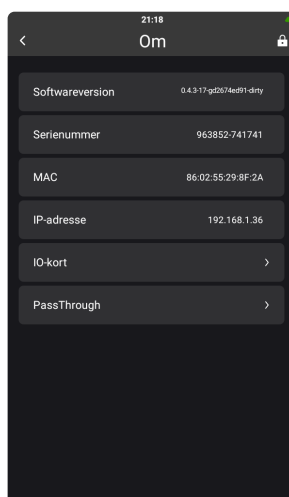 21:18
Om
Softwareversion 0.4.3-17-gd2674ed91-dirty
Serienummer 963852-741741
MAC 86:02:55:29:8F:2A
IP-adresse 192.168.1.36
IO-kort
PassThrough